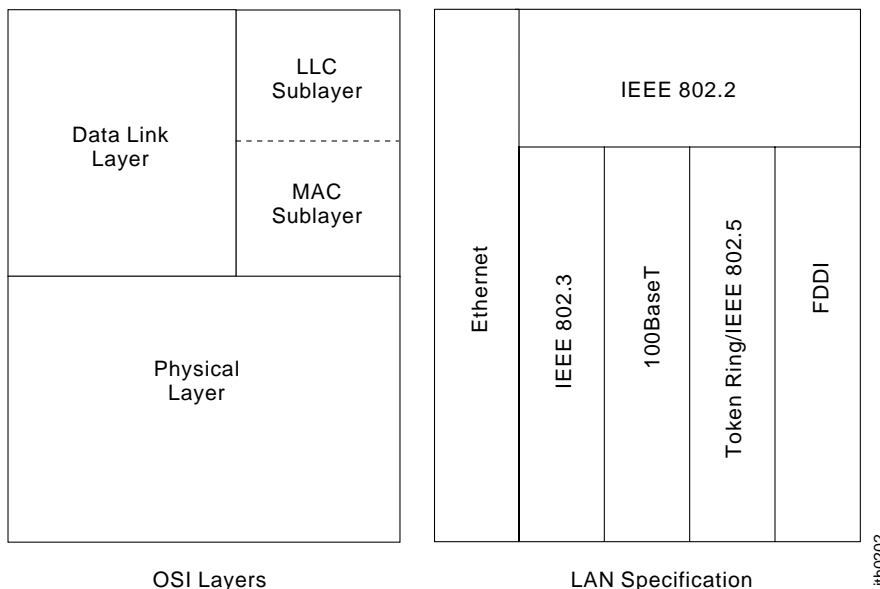 LLC
Sublayer
Data Link
Layer
MAC
Sublayer
Physical
Layer
OSI Layers
IEEE 802.2
Ethernet
IEEE 802.3
100BaseT
Token Ring/IEEE 802.5
FDDI
LAN Specification
itb0202